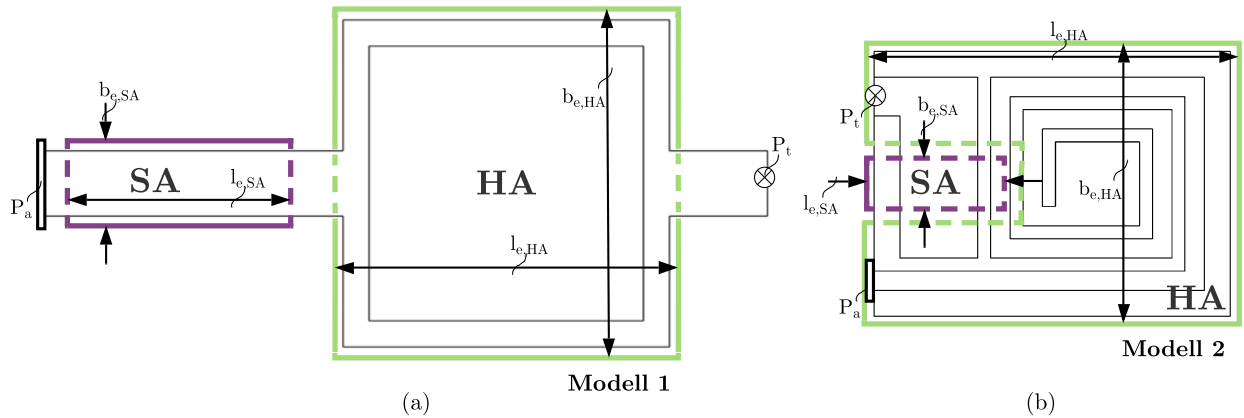 b_{e,SA}
SA
l_{e,SA}
P_a
b_{e,HA}
HA
l_{e,HA}
P_t
Modell 1
(a)
l_{e,HA}
P_t
b_{e,SA}
SA
l_{e,SA}
b_{e,HA}
P_a
HA
Modell 2
(b)